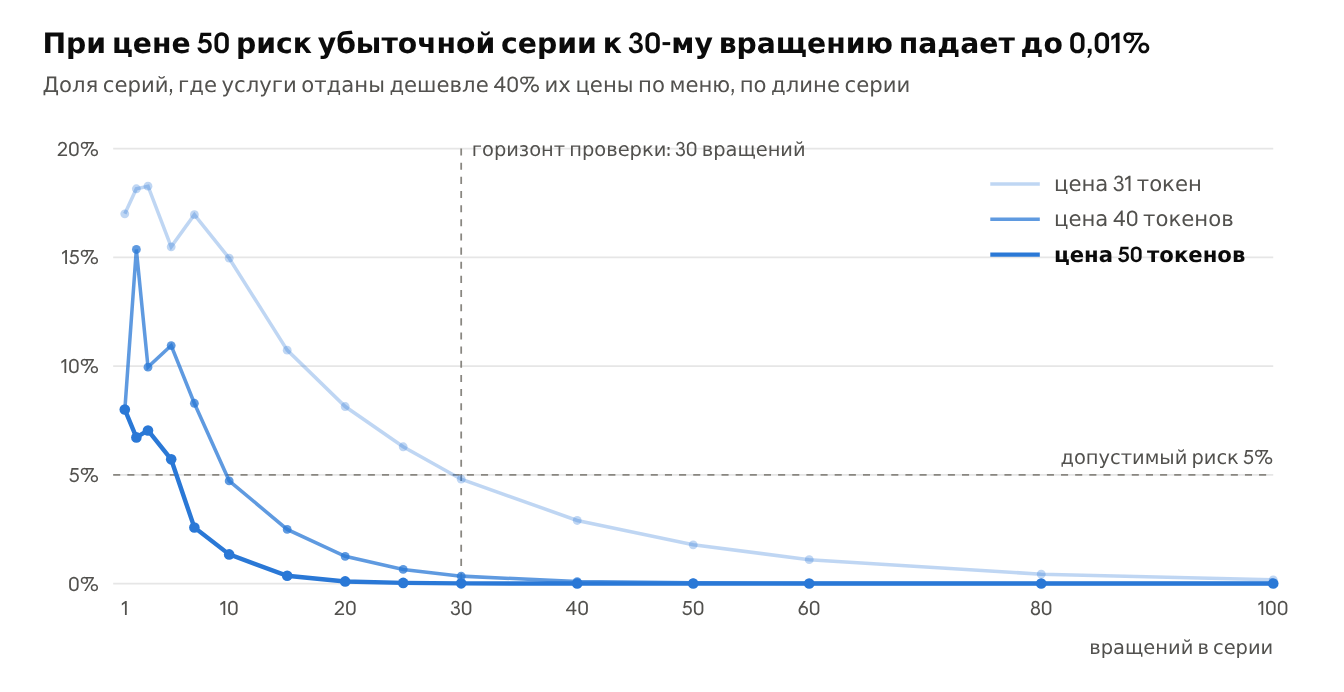 При цене 50 риск убыточной серии к 30-му вращению падает до 0,01%
Доля серий, где услуги отданы дешевле 40% их цены по меню, по длине серии
20%
горизонт проверки: 30 вращений
цена 31 токен
цена 40 токенов
15%
цена 50 токенов
10%
допустимый риск 5%
5%
0%
1 10 20 30 40 50 60 80 100
вращений в серии